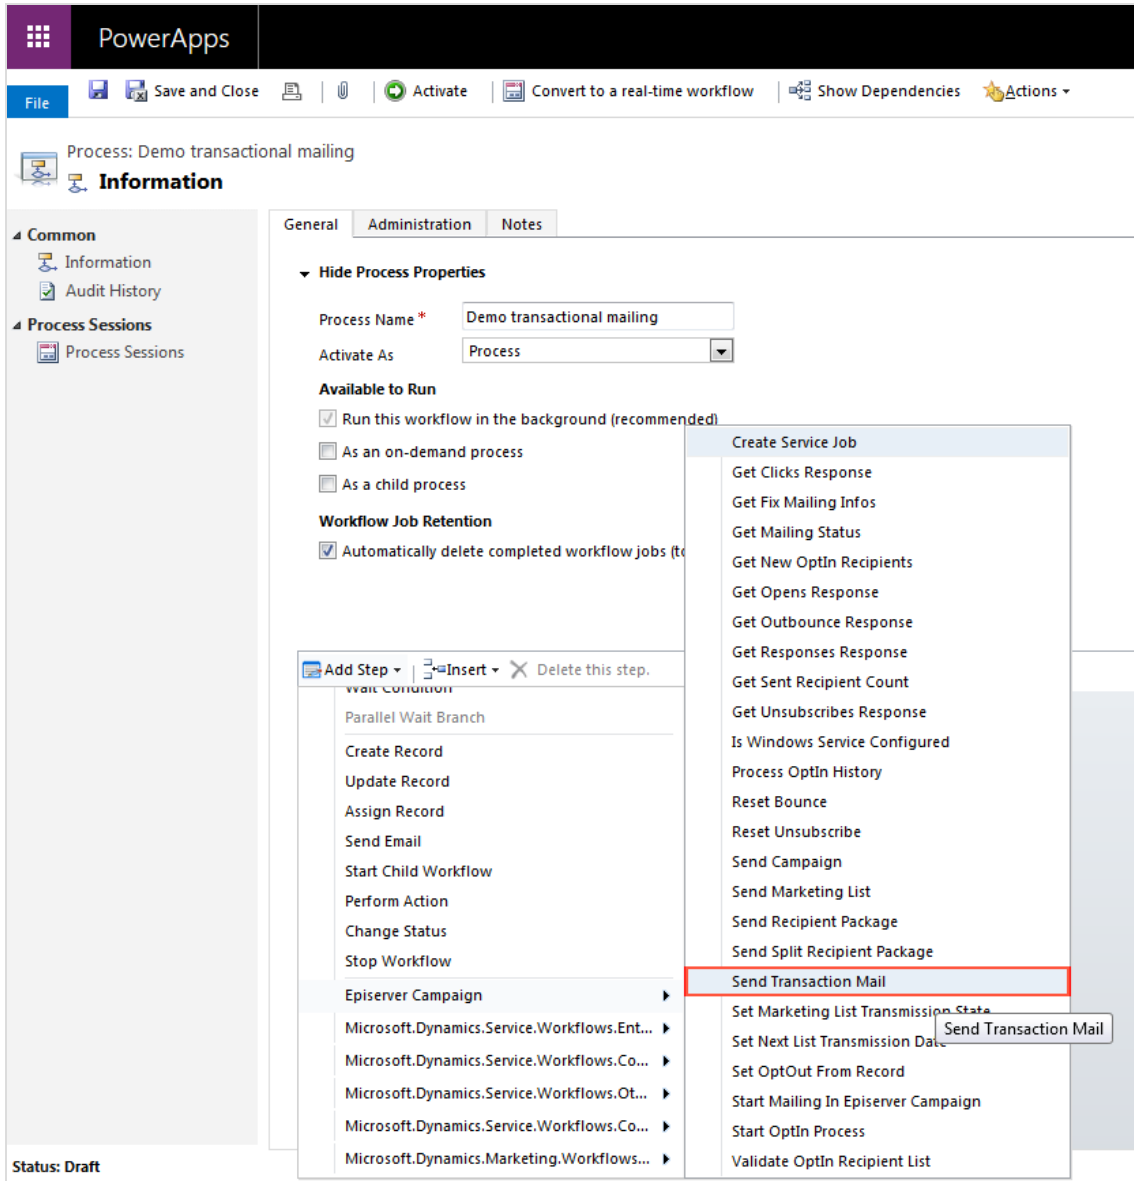 PowerApps
File
Save and Close
Activate
Convert to a real-time workflow
Show Dependencies
Actions
Process: Demo transactional mailing
Information
Common
Information
Audit History
Process Sessions
Process Sessions
General
Administration
Notes
Hide Process Properties
Process Name *
Demo transactional mailing
Activate As
Process
Available to Run
Run this workflow in the background (recommended)
As an on-demand process
As a child process
Workflow Job Retention
Automatically delete completed workflow jobs (to
Add Step
Insert
Delete this step.
Wait Condition
Parallel Wait Branch
Create Record
Update Record
Assign Record
Send Email
Start Child Workflow
Perform Action
Change Status
Stop Workflow
Episerver Campaign
Microsoft.Dynamics.Service.Workflows.Ent...
Microsoft.Dynamics.Service.Workflows.Co...
Microsoft.Dynamics.Service.Workflows.Ot...
Microsoft.Dynamics.Service.Workflows.Co...
Microsoft.Dynamics.Marketing.Workflows...
Create Service Job
Get Clicks Response
Get Fix Mailing Infos
Get Mailing Status
Get New OptIn Recipients
Get Opens Response
Get Outbounce Response
Get Responses Response
Get Sent Recipient Count
Get Unsubscribes Response
Is Windows Service Configured
Process OptIn History
Reset Bounce
Reset Unsubscribe
Send Campaign
Send Marketing List
Send Recipient Package
Send Split Recipient Package
Send Transaction Mail
Set Marketing List Transmission State
Send Transaction Mail
Set Next List Transmission Date
Set OptOut From Record
Start Mailing In Episerver Campaign
Start OptIn Process
Validate OptIn Recipient List
Status: Draft